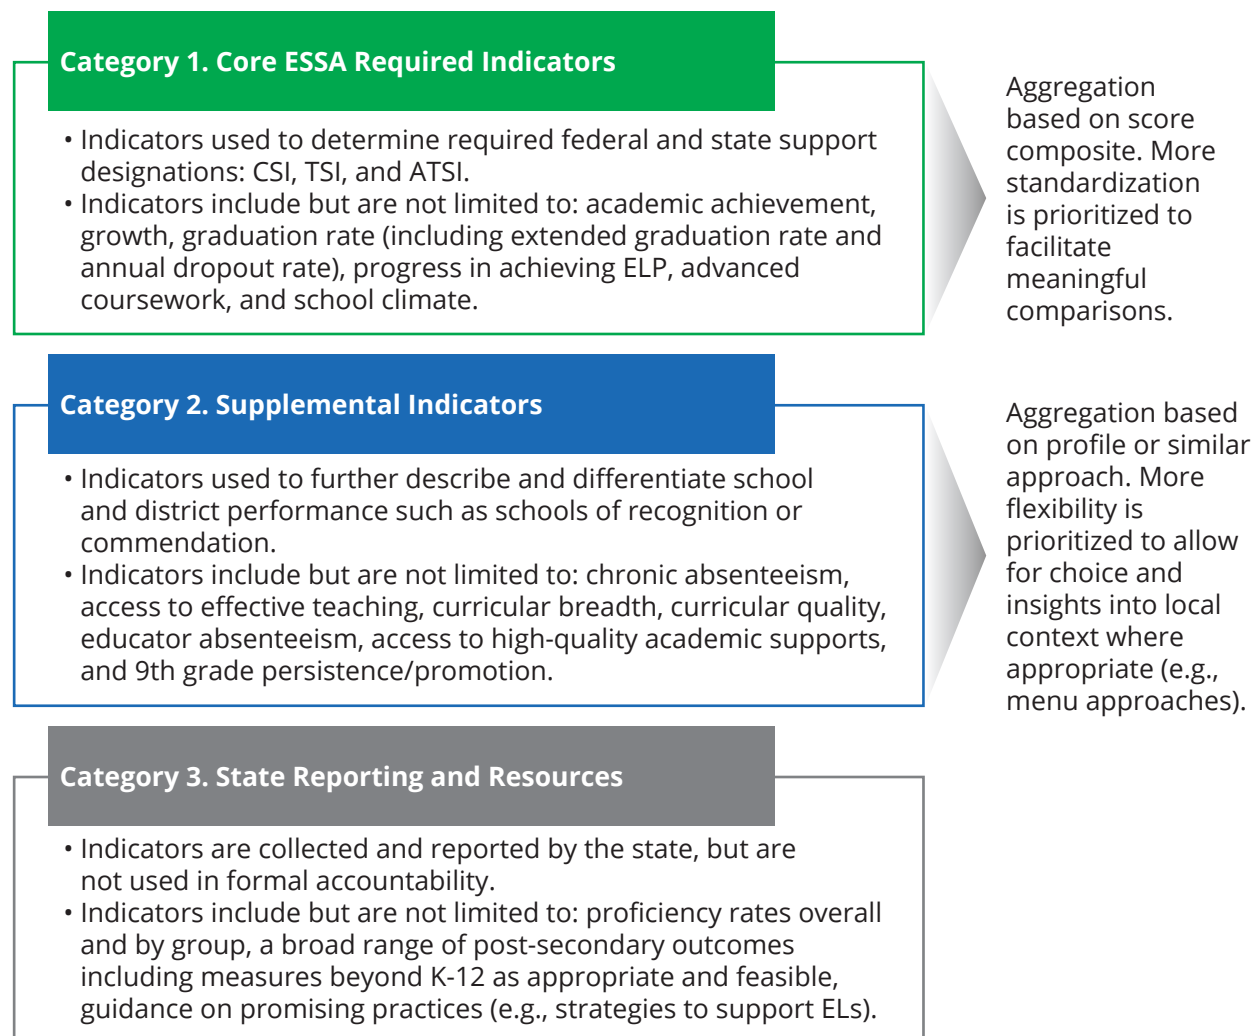 Category 1. Core ESSA Required Indicators
• Indicators used to determine required federal and state support
designations: CSI, TSI, and ATSI.
• Indicators include but are not limited to: academic achievement,
growth, graduation rate (including extended graduation rate and
annual dropout rate), progress in achieving ELP, advanced
coursework, and school climate.
Aggregation
based on score
composite. More
standardization
is prioritized to
facilitate
meaningful
comparisons.
Category 2. Supplemental Indicators
• Indicators used to further describe and differentiate school
and district performance such as schools of recognition or
commendation.
• Indicators include but are not limited to: chronic absenteeism,
access to effective teaching, curricular breadth, curricular quality,
educator absenteeism, access to high-quality academic supports,
and 9th grade persistence/promotion.
Aggregation based
on profile or similar
approach. More
flexibility is
prioritized to allow
for choice and
insights into local
context where
appropriate (e.g.,
menu approaches).
Category 3. State Reporting and Resources
• Indicators are collected and reported by the state, but are
not used in formal accountability.
• Indicators include but are not limited to: proficiency rates overall
and by group, a broad range of post-secondary outcomes
including measures beyond K-12 as appropriate and feasible,
guidance on promising practices (e.g., strategies to support ELs).